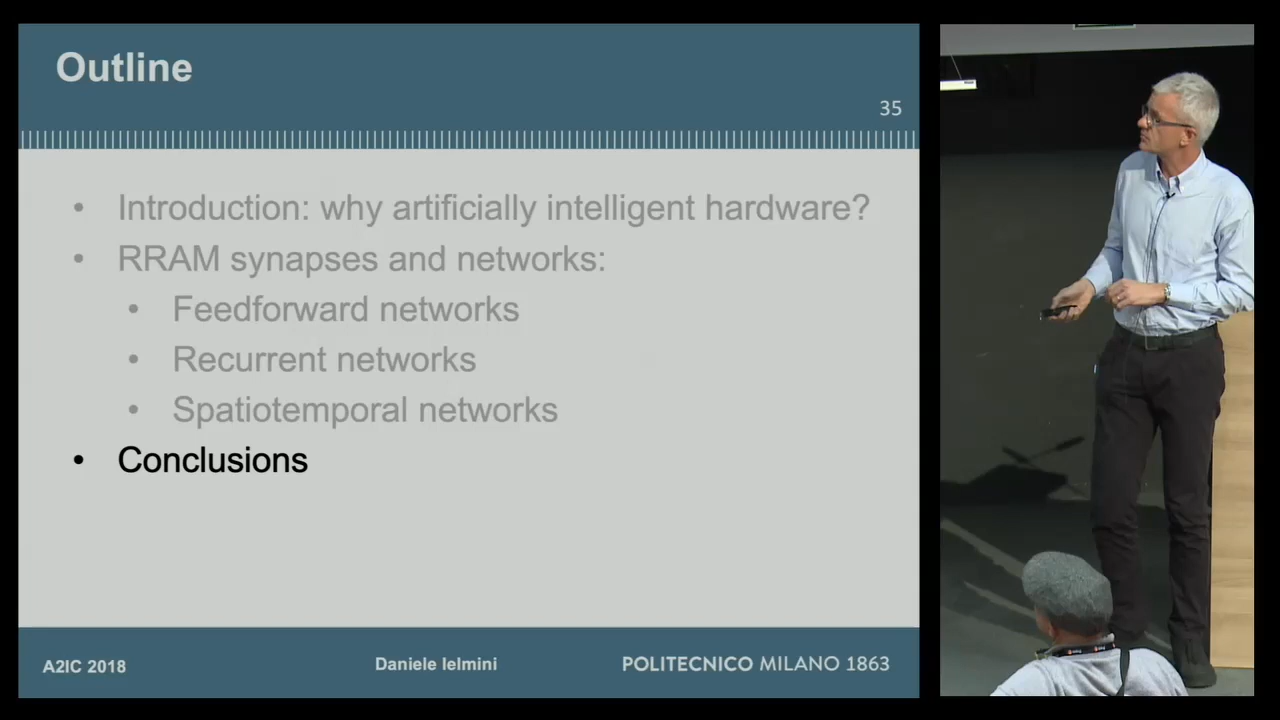 Outline
35
• Introduction: why artificially intelligent hardware?
• RRAM synapses and networks:
• Feedforward networks
• Recurrent networks
• Spatiotemporal networks
• Conclusions
A2IC 2018
Daniele Ielmini
POLITECNICO MILANO 1863